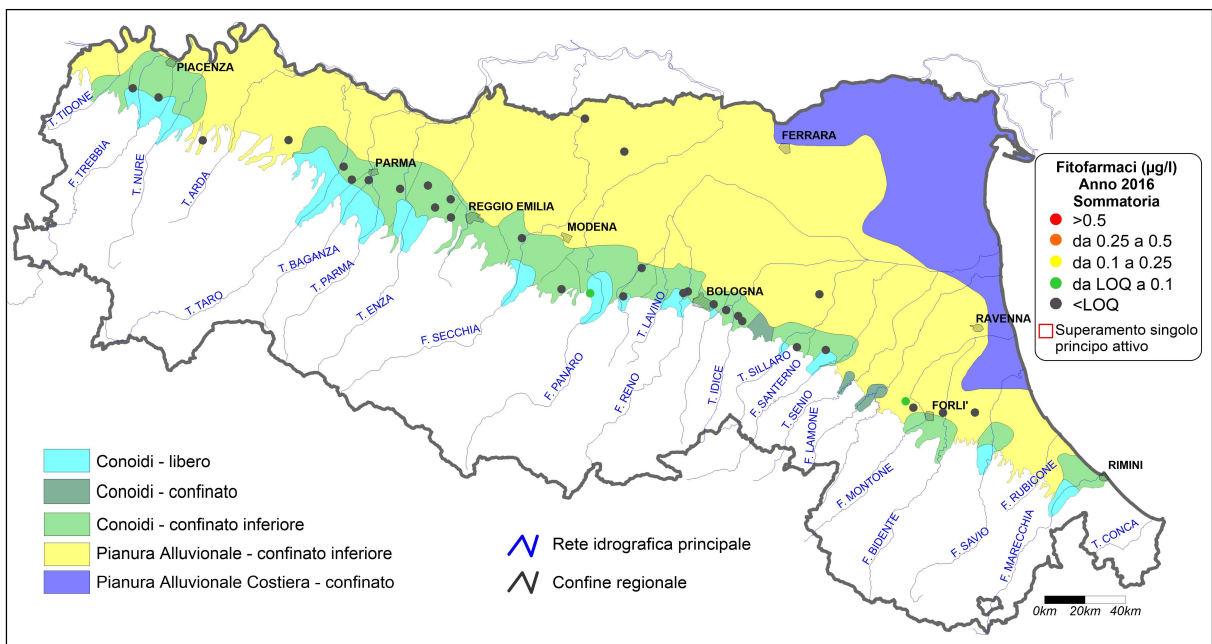 PIACENZA
T. TIDONE
F. TREBBIA
T. NURE
T. ARDA
PARMA
REGGIO EMILIA
MODENA
FERRARA
BOLOGNA
RAVENNA
FORLI'
RIMINI
T. TARO
T. BAGANZA
T. PARMA
T. ENZA
F. SECCHIA
F. PANARO
F. RENO
T. LAVINO
T. IDICE
T. SILLARO
F. SANTERNO
T. SENIO
F. LAMONE
F. MONTONE
F. BIDENTE
F. SAVIO
F. RUBICONE
F. MARECCHIA
T. CONCA
Fitofarmaci (µg/l)
Anno 2016
Sommatoria
>0.5
da 0.25 a 0.5
da 0.1 a 0.25
da LOQ a 0.1
<LOQ
Superamento singolo
principo attivo
Conoidi - libero
Conoidi - confinato
Conoidi - confinato inferiore
Pianura Alluvionale - confinato inferiore
Pianura Alluvionale Costiera - confinato
Rete idrografica principale
Confine regionale
0km 20km 40km